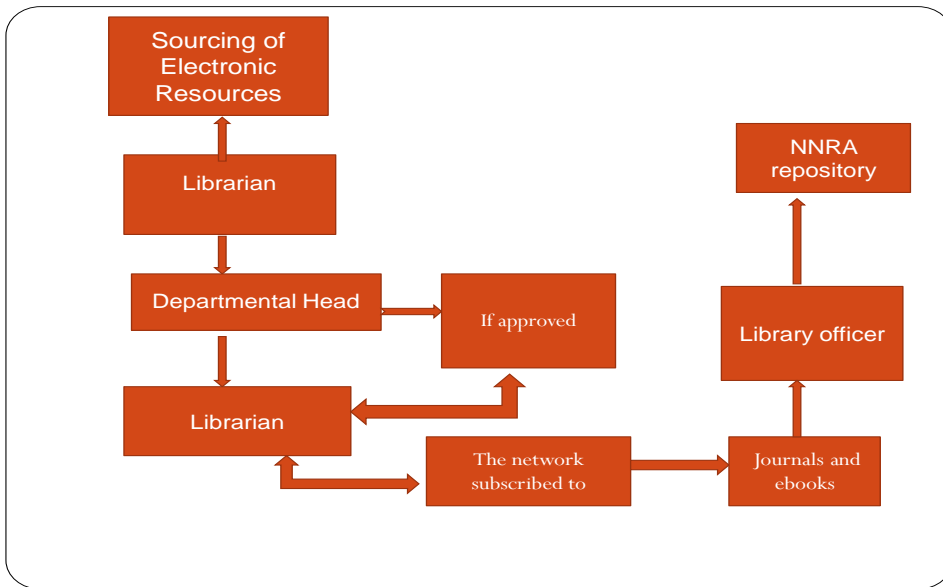 Sourcing of
Electronic
Resources
Librarian
Departmental Head
If approved
Librarian
The network
subscribed to
Journals and
ebooks
Library officer
NNRA
repository